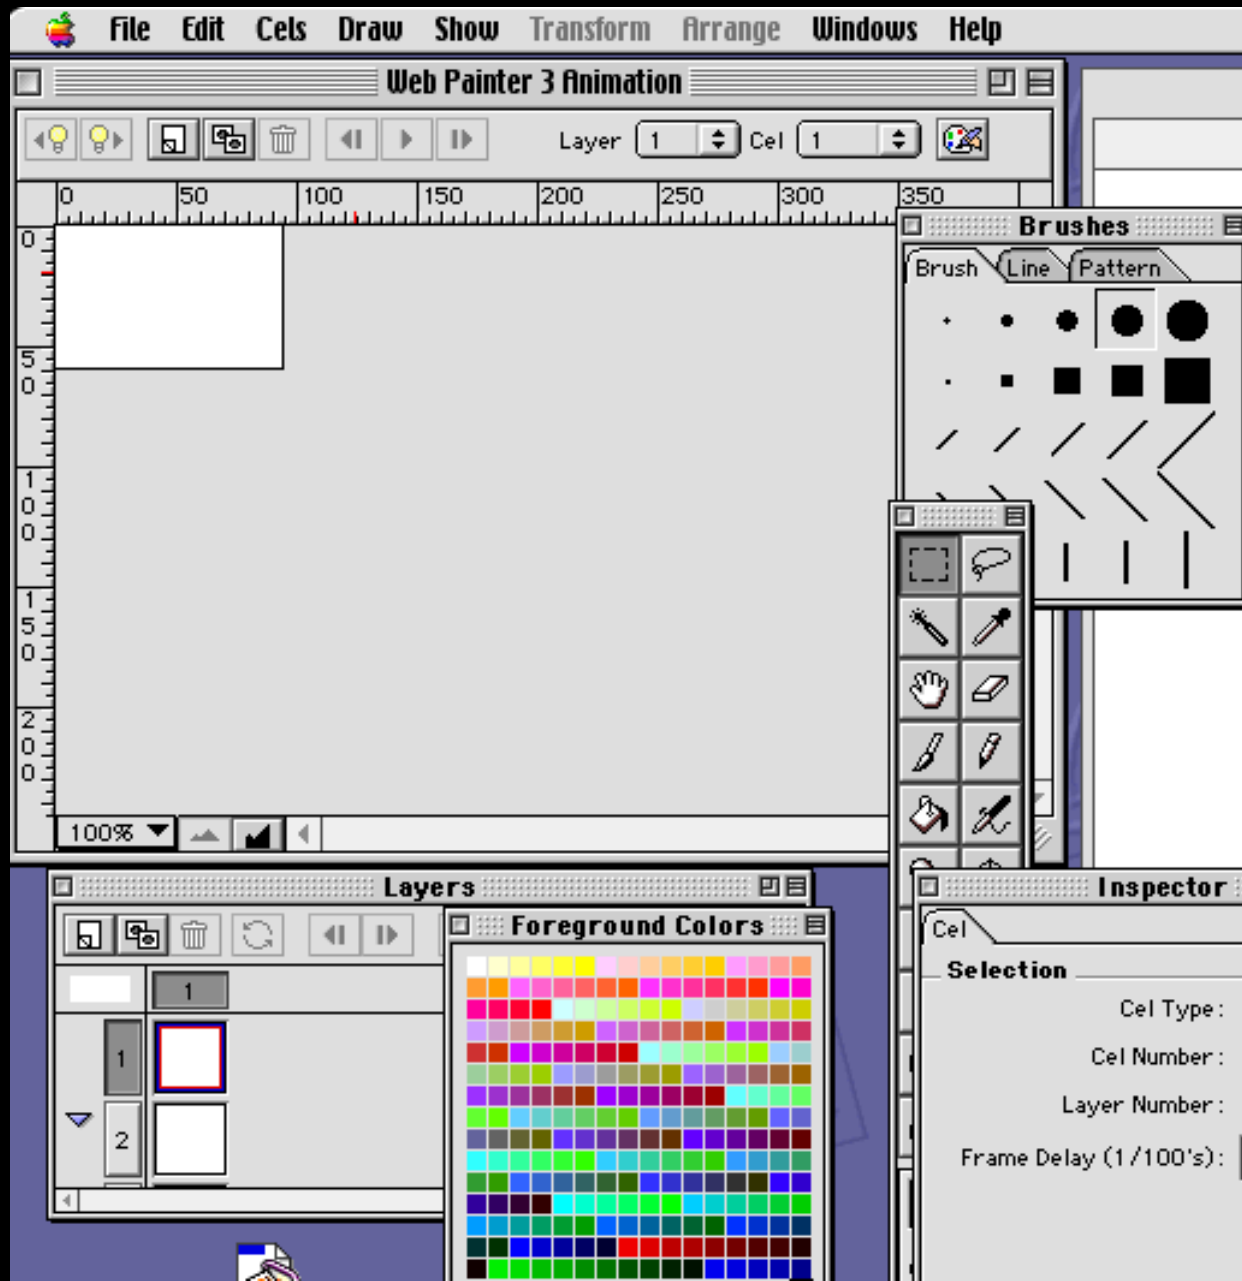 File Edit Cels Draw Show Transform Arrange Windows Help
Web Painter 3 Animation
Layer 1 Cel 1
0 50 100 150 200 250 300 350
0
50
100
150
200
100%
Brushes
Brush Line Pattern
Layers
1
1
2
Foreground Colors
Inspector
Cel
Selection
Cel Type:
Cel Number:
Layer Number:
Frame Delay (1/100's):